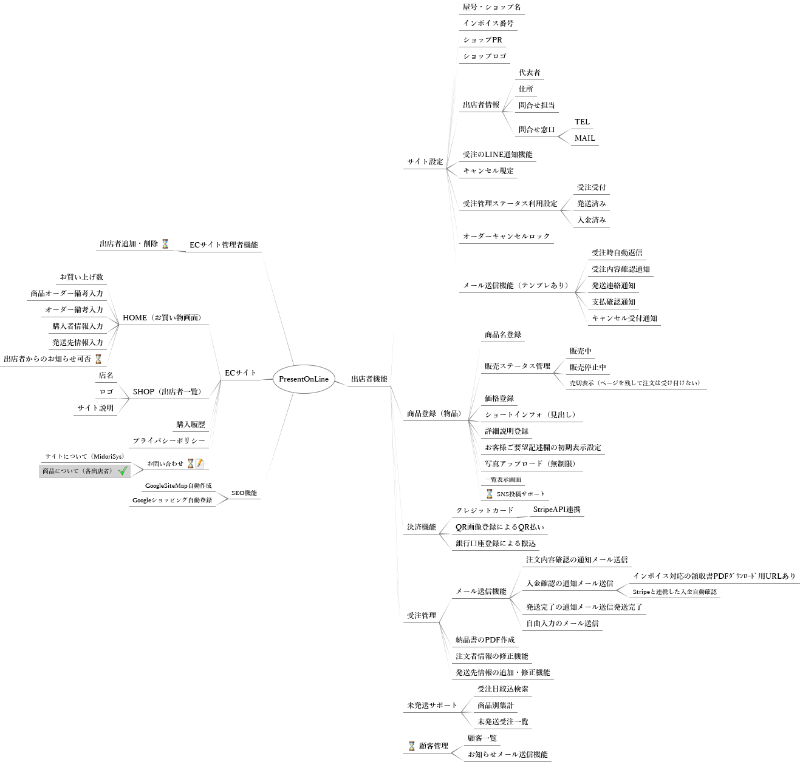 PresentOnLine
出店者機能
サイト設定
屋号・ショップ名
インボイス番号
ショップPR
ショップロゴ
出店者情報
代表者
住所
問合せ担当
問合せ窓口
TEL
MAIL
受注のLINE通知機能
キャンセル規定
受注管理ステータス利用設定
受注受付
発送済み
入金済み
オーダーキャンセルロック
メール送信機能（テンプレあり）
受注時自動返信
受注内容確認通知
発送連絡通知
支払確認通知
キャンセル受付通知
商品登録（物品）
商品名登録
販売ステータス管理
販売中
販売停止中
売切表示（ページを残して注文は受け付けない）
価格登録
ショートインフォ（見出し）
詳細説明登録
お客様ご要望記述欄の初期表示設定
写真アップロード（無制限）
一覧表示画面
SNS投稿サポート
決済機能
クレジットカード
StripeAPI連携
QR画像登録によるQR払い
銀行口座登録による振込
受注管理
メール送信機能
注文内容確認の通知メール送信
入金確認の通知メール送信
インボイス対応の領収書PDFﾀﾞｳﾝﾛｰﾄﾞ用URLあり
Stripeと連携した入金自動確認
発送完了の通知メール送信発送完了
自由入力のメール送信
納品書のPDF作成
注文者情報の修正機能
発送先情報の追加・修正機能
未発送サポート
受注日絞込検索
商品別集計
未発送受注一覧
顧客管理
顧客一覧
お知らせメール送信機能
ECサイト管理者機能
出店者追加・削除
ECサイト
HOME（お買い物画面）
お買い上げ数
商品オーダー備考入力
オーダー備考入力
購入者情報入力
発送先情報入力
出店者からのお知らせ可否
SHOP（出店者一覧）
店名
ロゴ
サイト説明
購入履歴
プライバシーポリシー
お問い合わせ
サイトについて（MidoriSys）
商品について（各出店者）
SEO機能
GoogleSiteMap自動作成
Googleショッピング自動登録